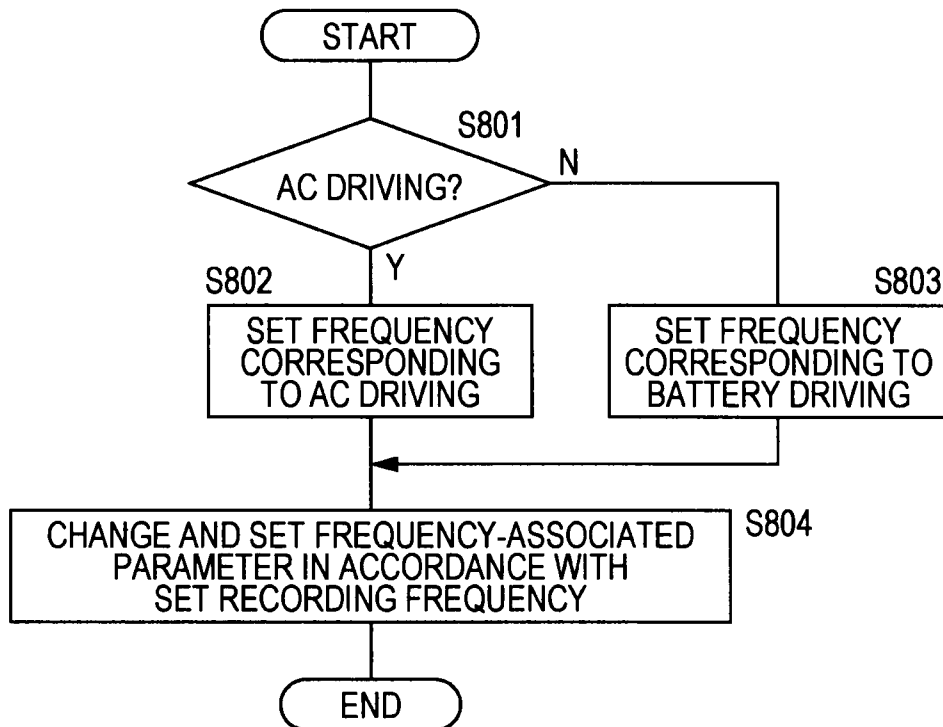 START
S801
AC DRIVING?
N
Y
S802
S803
SET FREQUENCY
CORRESPONDING
TO AC DRIVING
SET FREQUENCY
CORRESPONDING TO
BATTERY DRIVING
S804
CHANGE AND SET FREQUENCY-ASSOCIATED
PARAMETER IN ACCORDANCE WITH
SET RECORDING FREQUENCY
END